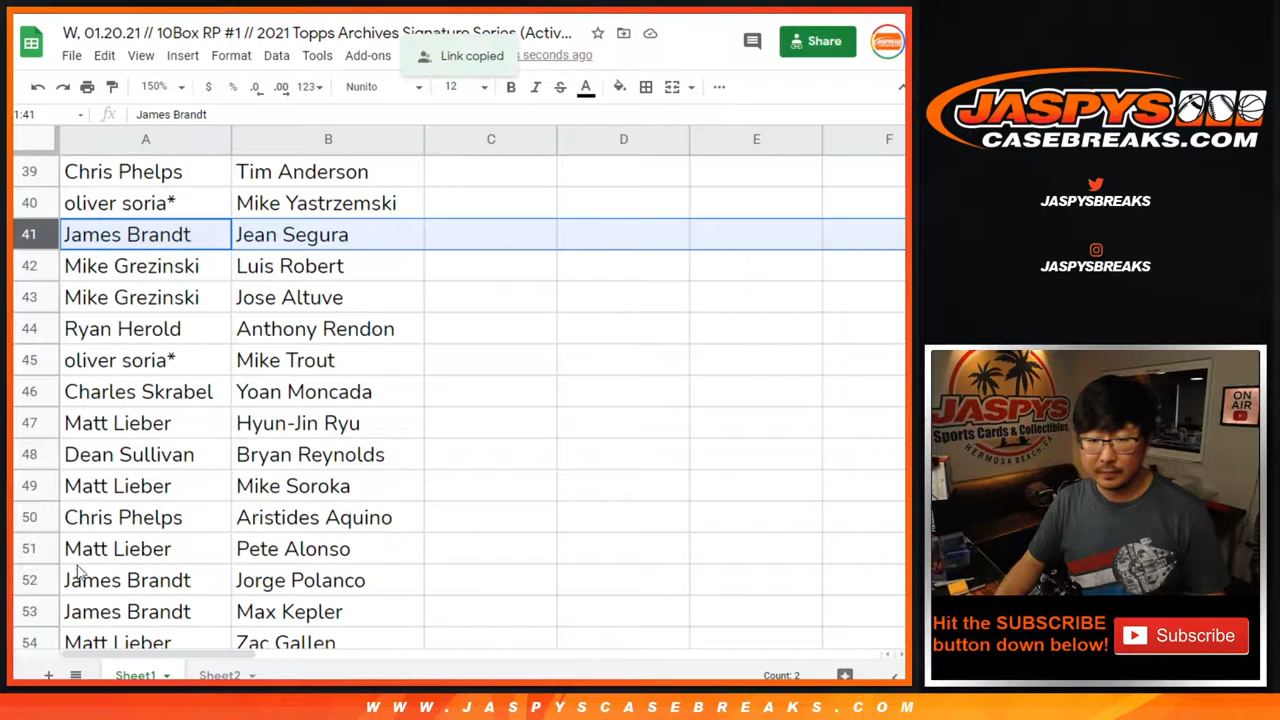 W, 01.20.21 // 10Box RP #1 // 2021 Topps Archives Signature Series (Activ...
File Edit View Insert Format Data Tools Add-ons
Link copied
seconds ago
Share
150% $ % .0 .00 123 Nunito 12 B I S A
1:41 fx James Brandt
A B C D E F
39 Chris Phelps Tim Anderson
40 oliver soria* Mike Yastrzemski
41 James Brandt Jean Segura
42 Mike Grezinski Luis Robert
43 Mike Grezinski Jose Altuve
44 Ryan Herold Anthony Rendon
45 oliver soria* Mike Trout
46 Charles Skrabel Yoan Moncada
47 Matt Lieber Hyun-Jin Ryu
48 Dean Sullivan Bryan Reynolds
49 Matt Lieber Mike Soroka
50 Chris Phelps Aristides Aquino
51 Matt Lieber Pete Alonso
52 James Brandt Jorge Polanco
53 James Brandt Max Kepler
54 Matt Lieber Zac Gallen
Sheet1 Sheet2 Count: 2
JASPYS
CASEBREAKS.COM
JASPYSBREAKS
JASPYSBREAKS
JASPYS
Sports Cards & Collectibles
HERMOSA BEACH, CA
ON
AIR
Hit the SUBSCRIBE
button down below!
Subscribe
WWW.JASPYSCASEBREAKS.COM